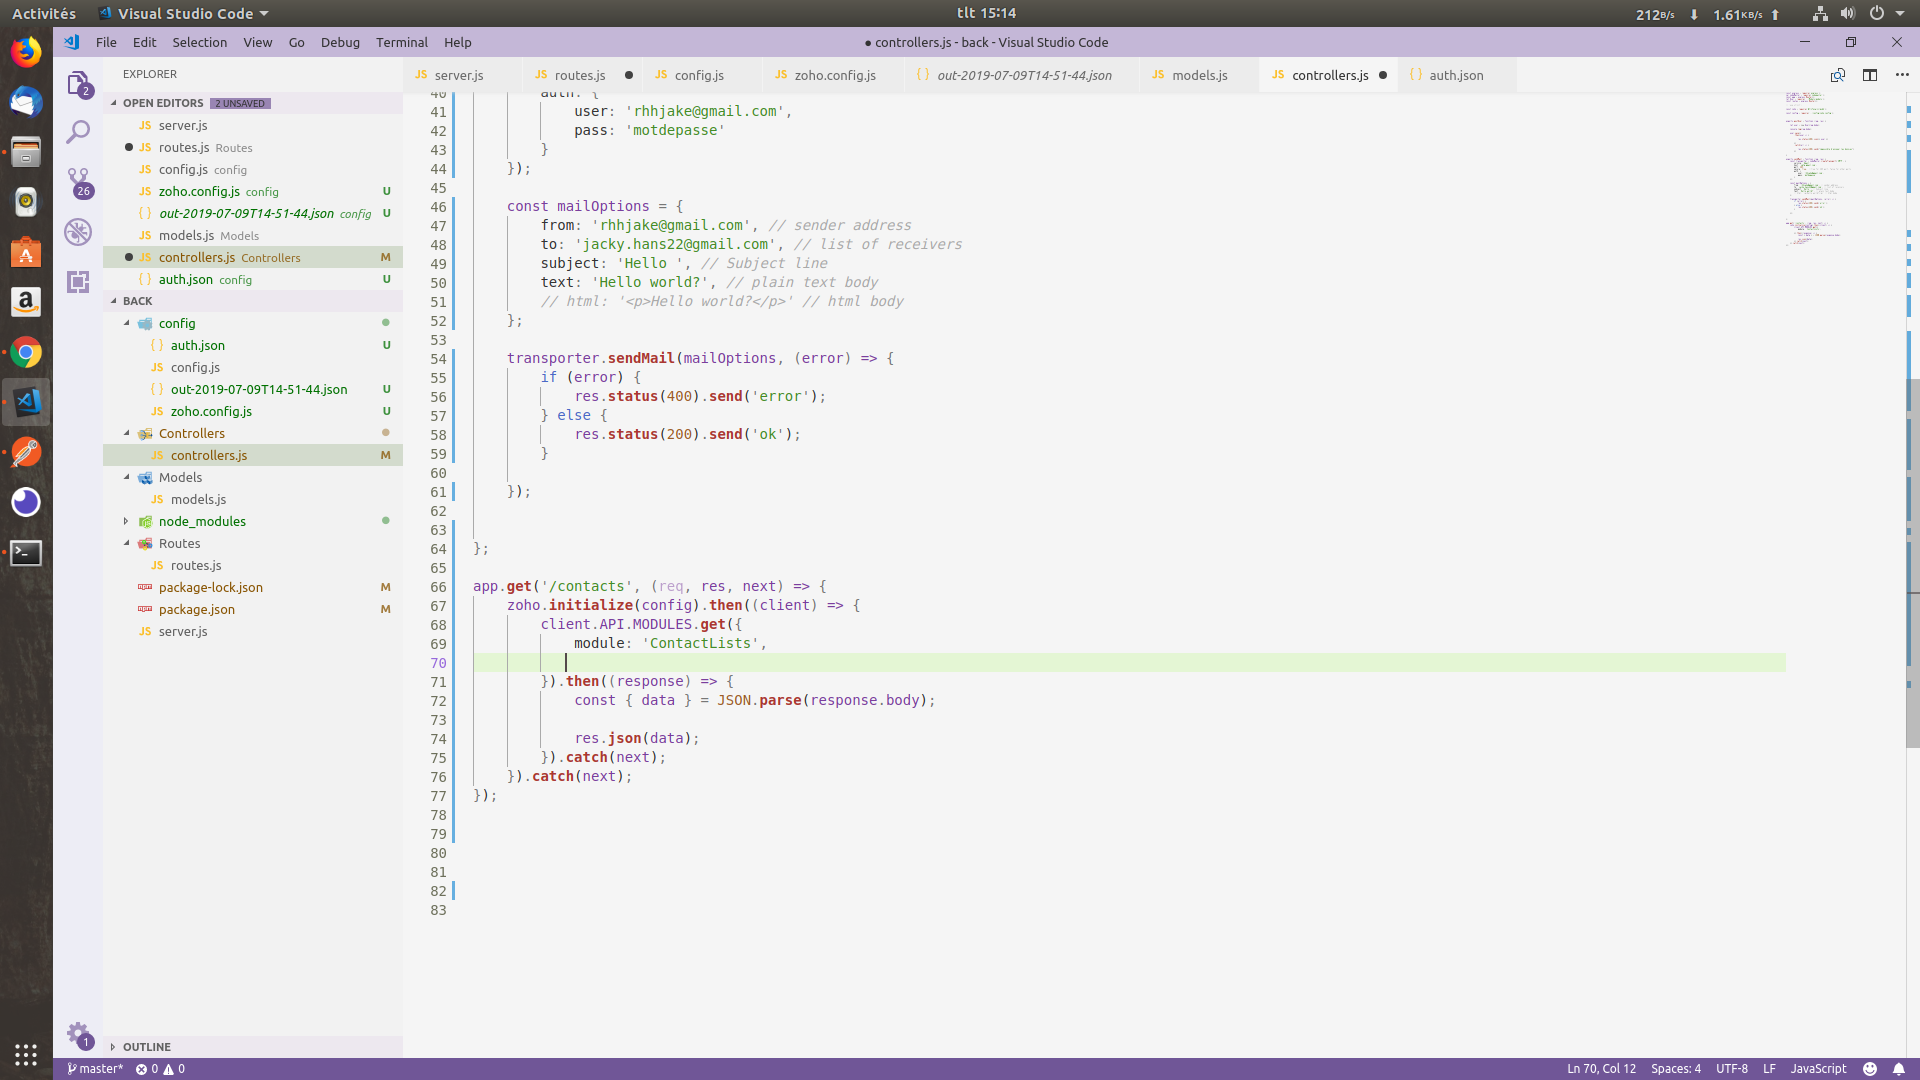 Activités
Visual Studio Code
tlt 15:14
212B/s
1.61KB/s
File Edit Selection View Go Debug Terminal Help
● controllers.js - back - Visual Studio Code
EXPLORER
server.js
routes.js
config.js
zoho.config.js
out-2019-07-09T14-51-44.json
models.js
controllers.js
auth.json
OPEN EDITORS 2 UNSAVED
JS server.js
JS routes.js Routes
JS config.js config
JS zoho.config.js config U
{ } out-2019-07-09T14-51-44.json config U
JS models.js Models
JS controllers.js Controllers M
{ } auth.json config U
BACK
config
{ } auth.json U
JS config.js
{ } out-2019-07-09T14-51-44.json U
JS zoho.config.js U
Controllers
JS controllers.js M
Models
JS models.js
node_modules
Routes
JS routes.js
package-lock.json M
package.json M
JS server.js
OUTLINE
2
26
1
40 auth: {
41 user: 'rhhjake@gmail.com',
42 pass: 'motdepasse'
43 }
44 });
45
46 const mailOptions = {
47 from: 'rhhjake@gmail.com', // sender address
48 to: 'jacky.hans22@gmail.com', // list of receivers
49 subject: 'Hello ', // Subject line
50 text: 'Hello world?', // plain text body
51 // html: '<p>Hello world?</p>' // html body
52 };
53
54 transporter.sendMail(mailOptions, (error) => {
55 if (error) {
56 res.status(400).send('error');
57 } else {
58 res.status(200).send('ok');
59 }
60
61 });
62
63
64 };
65
66 app.get('/contacts', (req, res, next) => {
67 zoho.initialize(config).then((client) => {
68 client.API.MODULES.get({
69 module: 'ContactLists',
70
71 }).then((response) => {
72 const { data } = JSON.parse(response.body);
73
74 res.json(data);
75 }).catch(next);
76 }).catch(next);
77 });
78
79
80
81
82
83
master* 0 0
Ln 70, Col 12 Spaces: 4 UTF-8 LF JavaScript